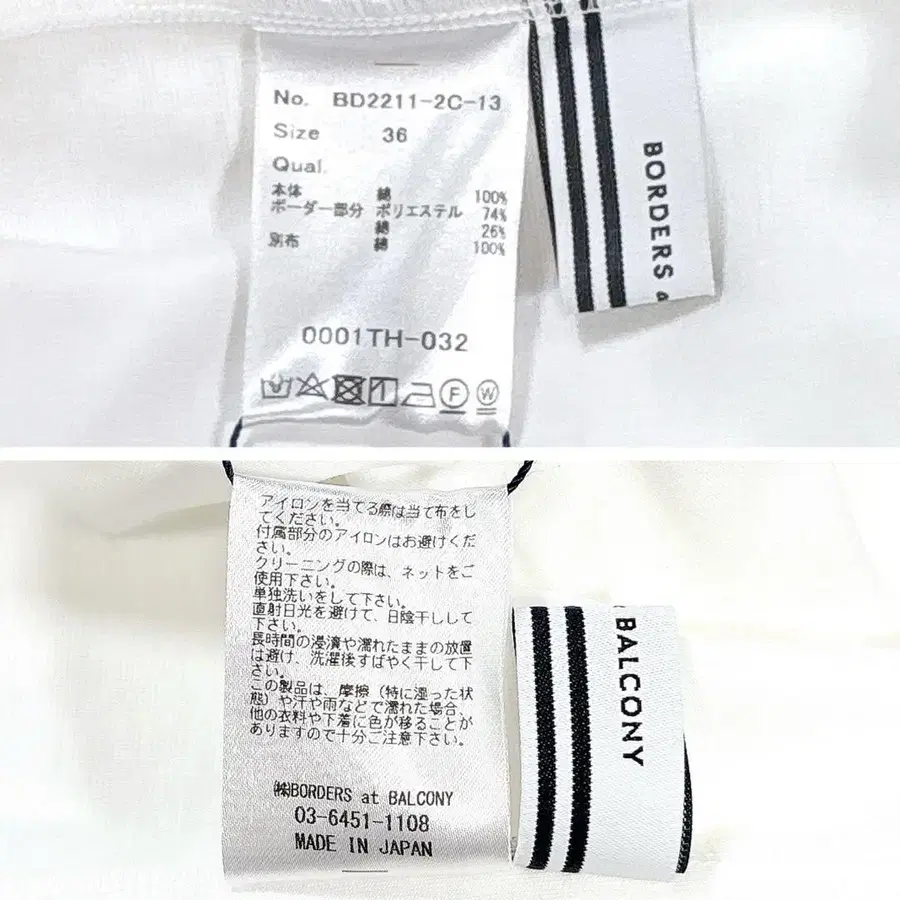 No. BD2211-2C-13
Size 36
Qual.
本体 綿 100%
ボーダー部分 ポリエステル 74%
綿 26%
別布 綿 100%
0001TH-032
F W
BORDERS a
アイロンを当てる際は当て布をし
てください。
付属部分のアイロンはお避けくだ
さい。
クリーニングの際は、ネットをご
使用下さい。
単独洗いをして下さい。
直射日光を避けて、日陰干しして
下さい。
長時間の浸漬や濡れたままの放置
は避け、洗濯後すばやく干して下
さい。
この製品は、摩擦（特に湿った状
態）や汗や雨などで濡れた場合、
他の衣料や下着に色が移ることが
ありますので十分ご注意下さい。
㈱BORDERS at BALCONY
03-6451-1108
MADE IN JAPAN
BALCONY